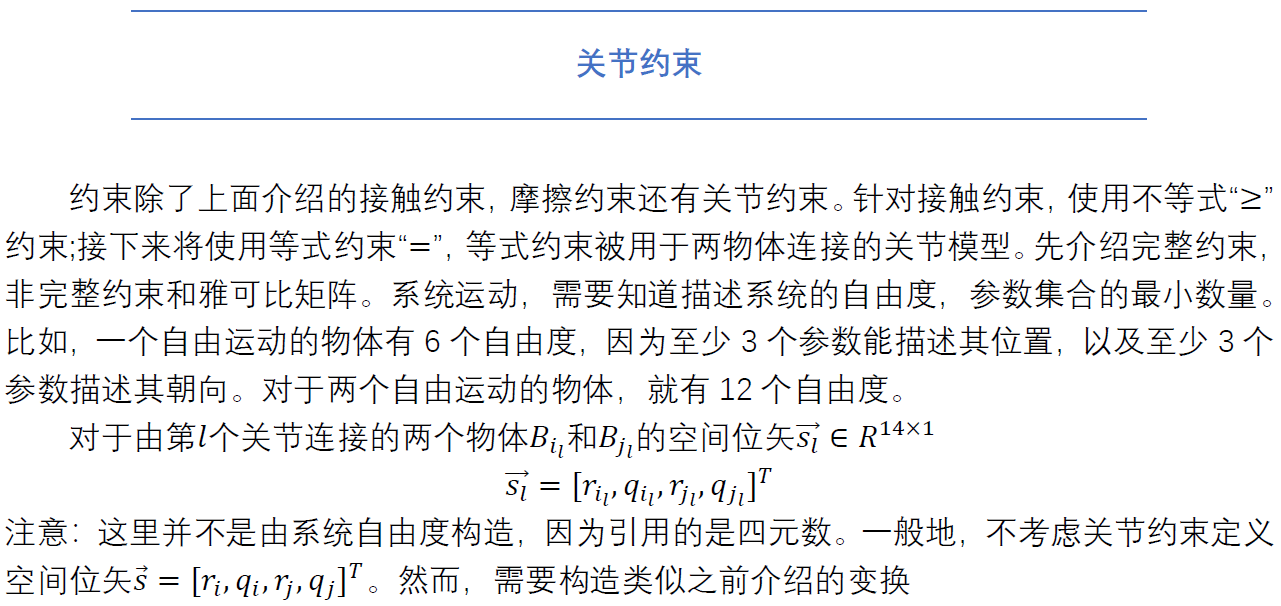 关节约束
约束除了上面介绍的接触约束, 摩擦约束还有关节约束。针对接触约束, 使用不等式“≥”
约束;接下来将使用等式约束“=”, 等式约束被用于两物体连接的关节模型。先介绍完整约束,
非完整约束和雅可比矩阵。系统运动, 需要知道描述系统的自由度, 参数集合的最小数量。
比如, 一个自由运动的物体有 6 个自由度, 因为至少 3 个参数能描述其位置, 以及至少 3 个
参数描述其朝向。对于两个自由运动的物体, 就有 12 个自由度。
对于由第$l$个关节连接的两个物体$B_{i_l}$和$B_{j_l}$的空间位矢$\overrightarrow{s_l} \in R^{14×1}$
$\overrightarrow{s_l} = [r_{i_l}, q_{i_l}, r_{j_l}, q_{j_l}]^T$
注意: 这里并不是由系统自由度构造, 因为引用的是四元数。一般地, 不考虑关节约束定义
空间位矢$\vec{s} = [r_i, q_i, r_j, q_j]^T$。然而, 需要构造类似之前介绍的变换